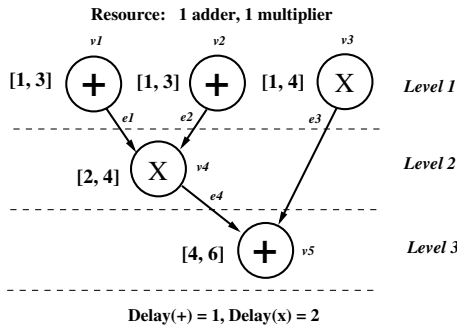 Resource: 1 adder, 1 multiplier
v1 v2 v3
[1, 3] + [1, 3] + [1, 4] X Level 1
e1 e2 e3
[2, 4] X v4 Level 2
e4
[4, 6] + v5 Level 3
Delay(+) = 1, Delay(x) = 2